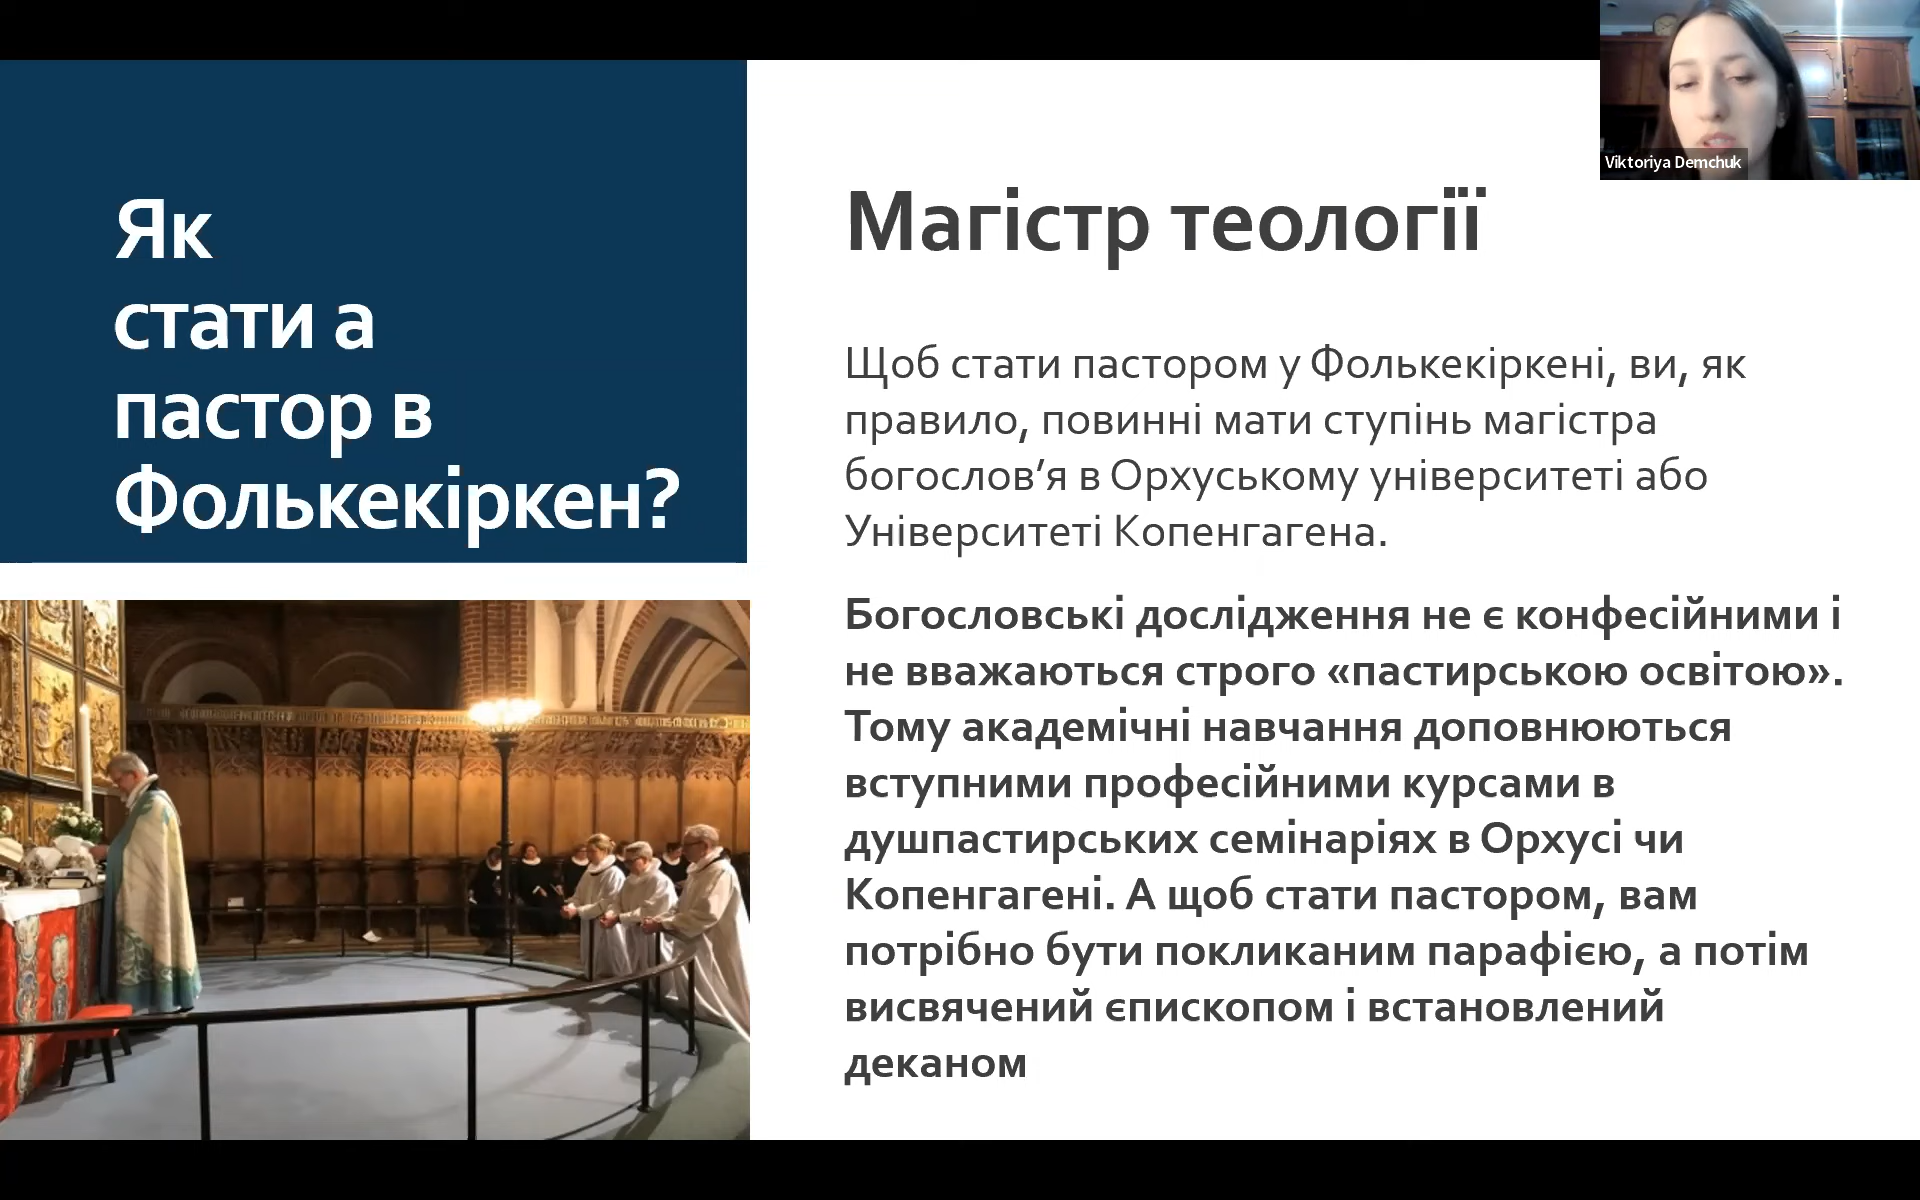 Як
стати а
пастор в
Фолькекіркен?
Магістр теології
Щоб стати пастором у Фолькекіркені, ви, як
правило, повинні мати ступінь магістра
богослов’я в Орхуському університеті або
Університеті Копенгагена.
Богословські дослідження не є конфесійними і
не вважаються строго «пастирською освітою».
Тому академічні навчання доповнюються
вступними професійними курсами в
душпастирських семінаріях в Орхусі чи
Копенгагені. А щоб стати пастором, вам
потрібно бути покликаним парафією, а потім
висвячений єпископом і встановлений
деканом
Viktoriya Demchuk